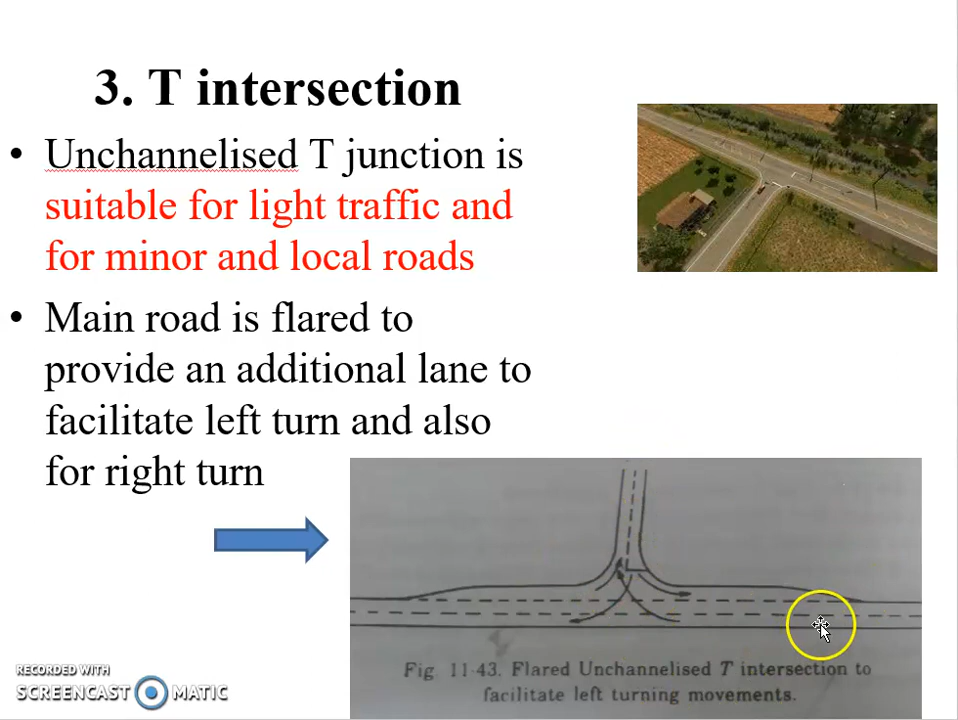 3. T intersection
• Unchannelised T junction is
suitable for light traffic and
for minor and local roads
• Main road is flared to
provide an additional lane to
facilitate left turn and also
for right turn
Fig. 11·43. Flared Unchannelised T intersection to
facilitate left turning movements.
RECORDED WITH
SCREENCAST MATIC